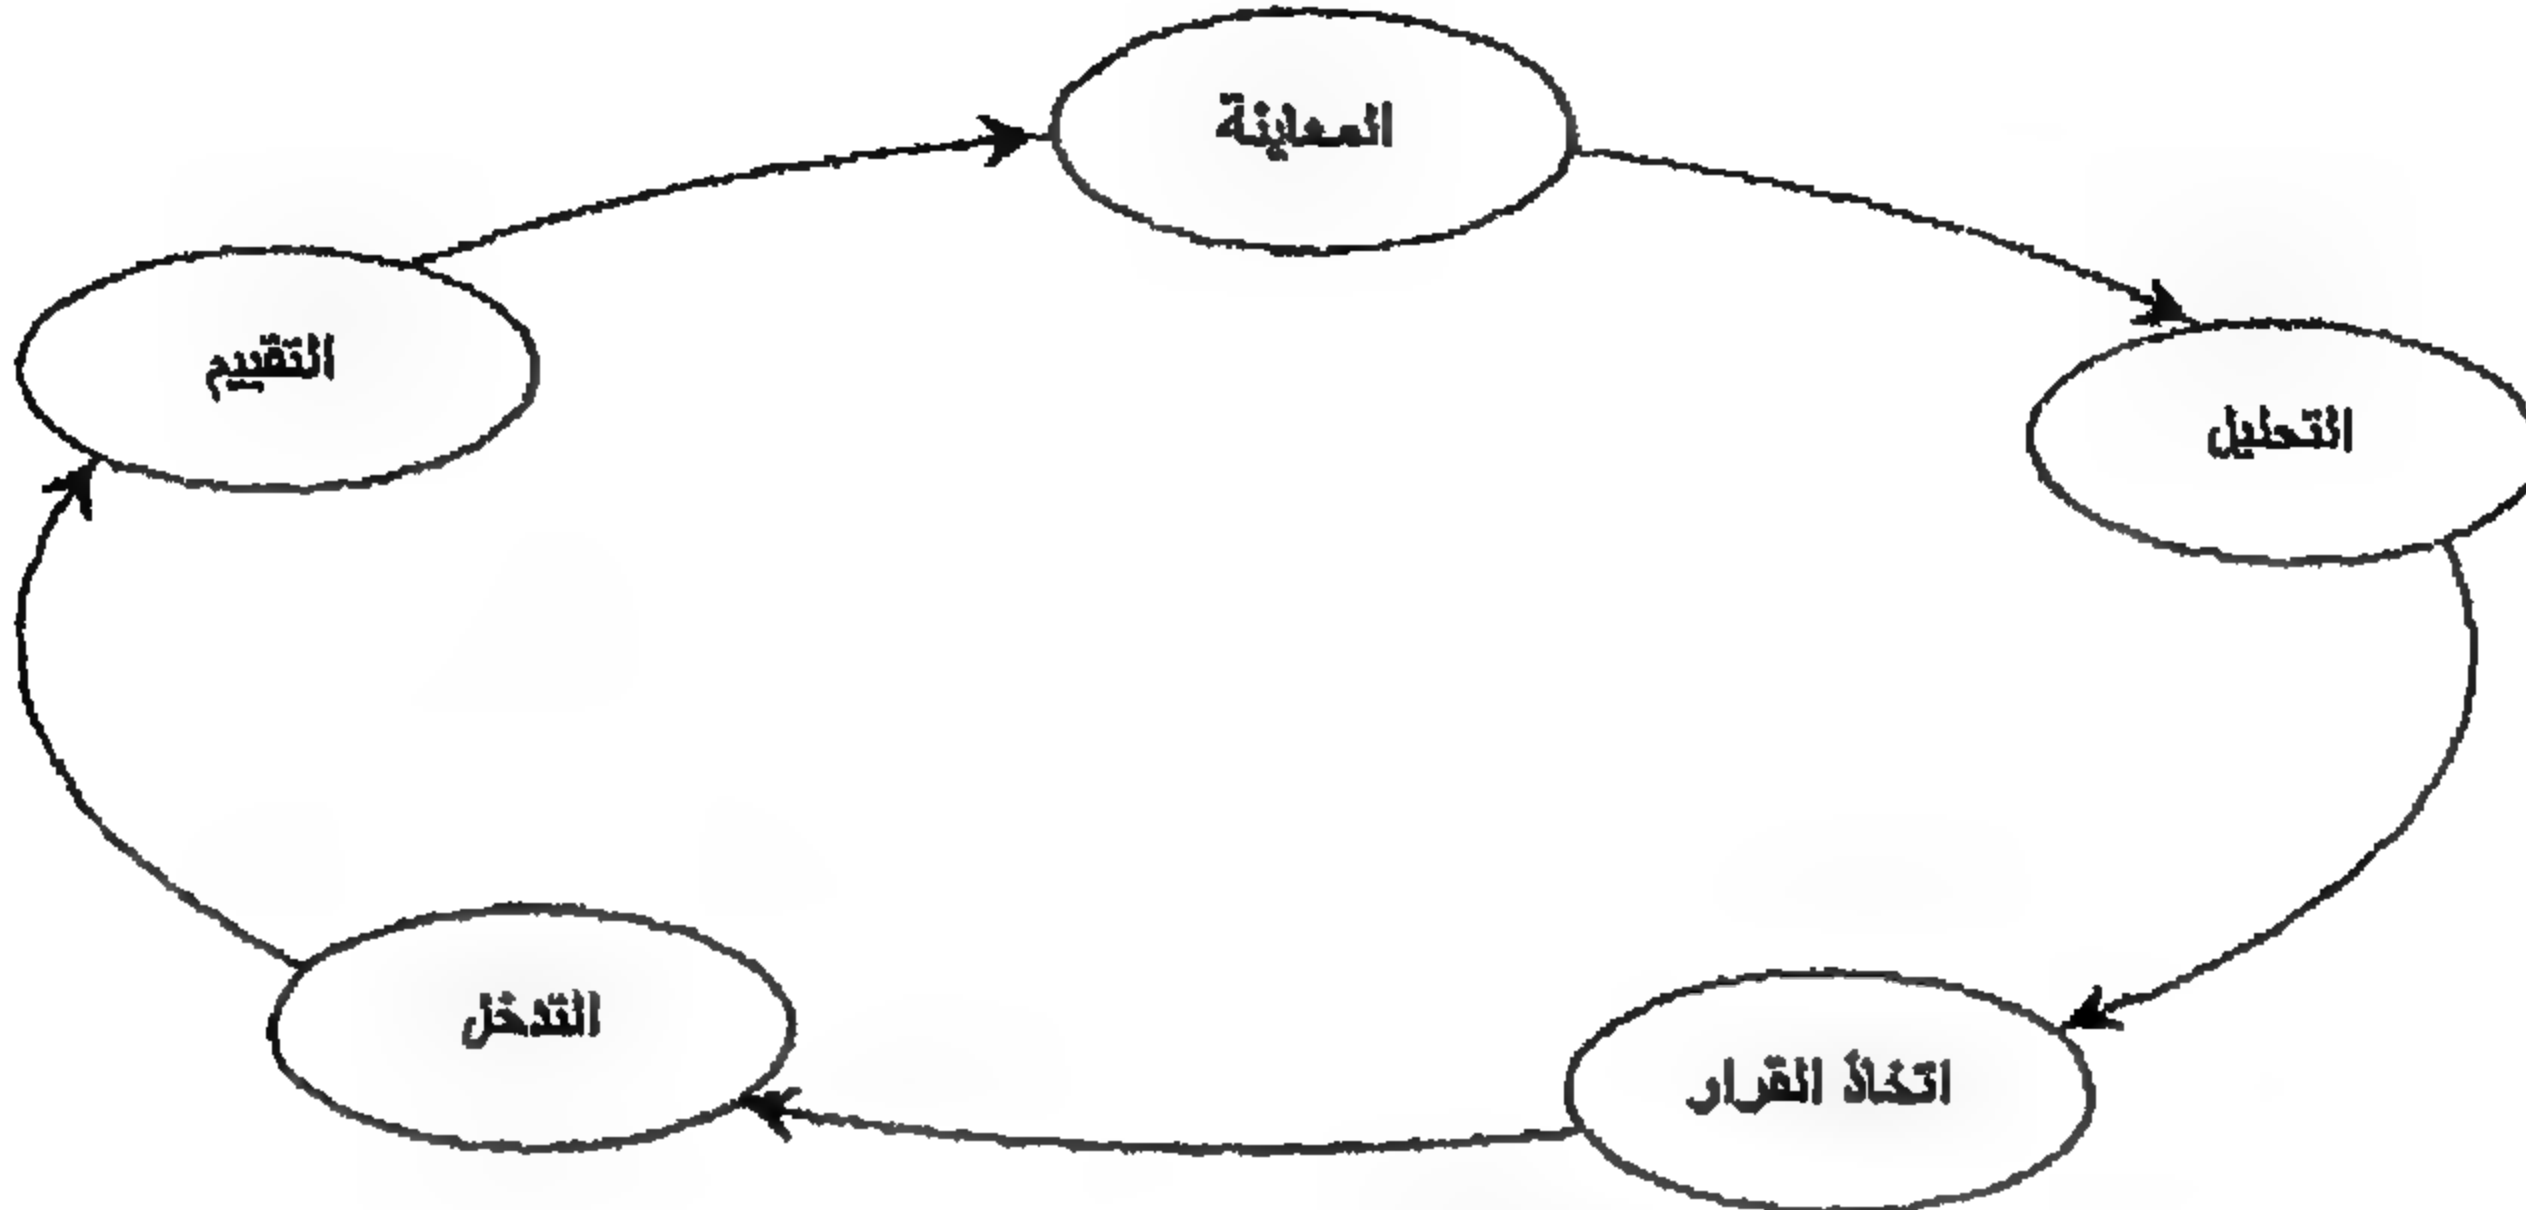 المعاينة
التحليل
اتخاذ القرار
التدخل
التقييم